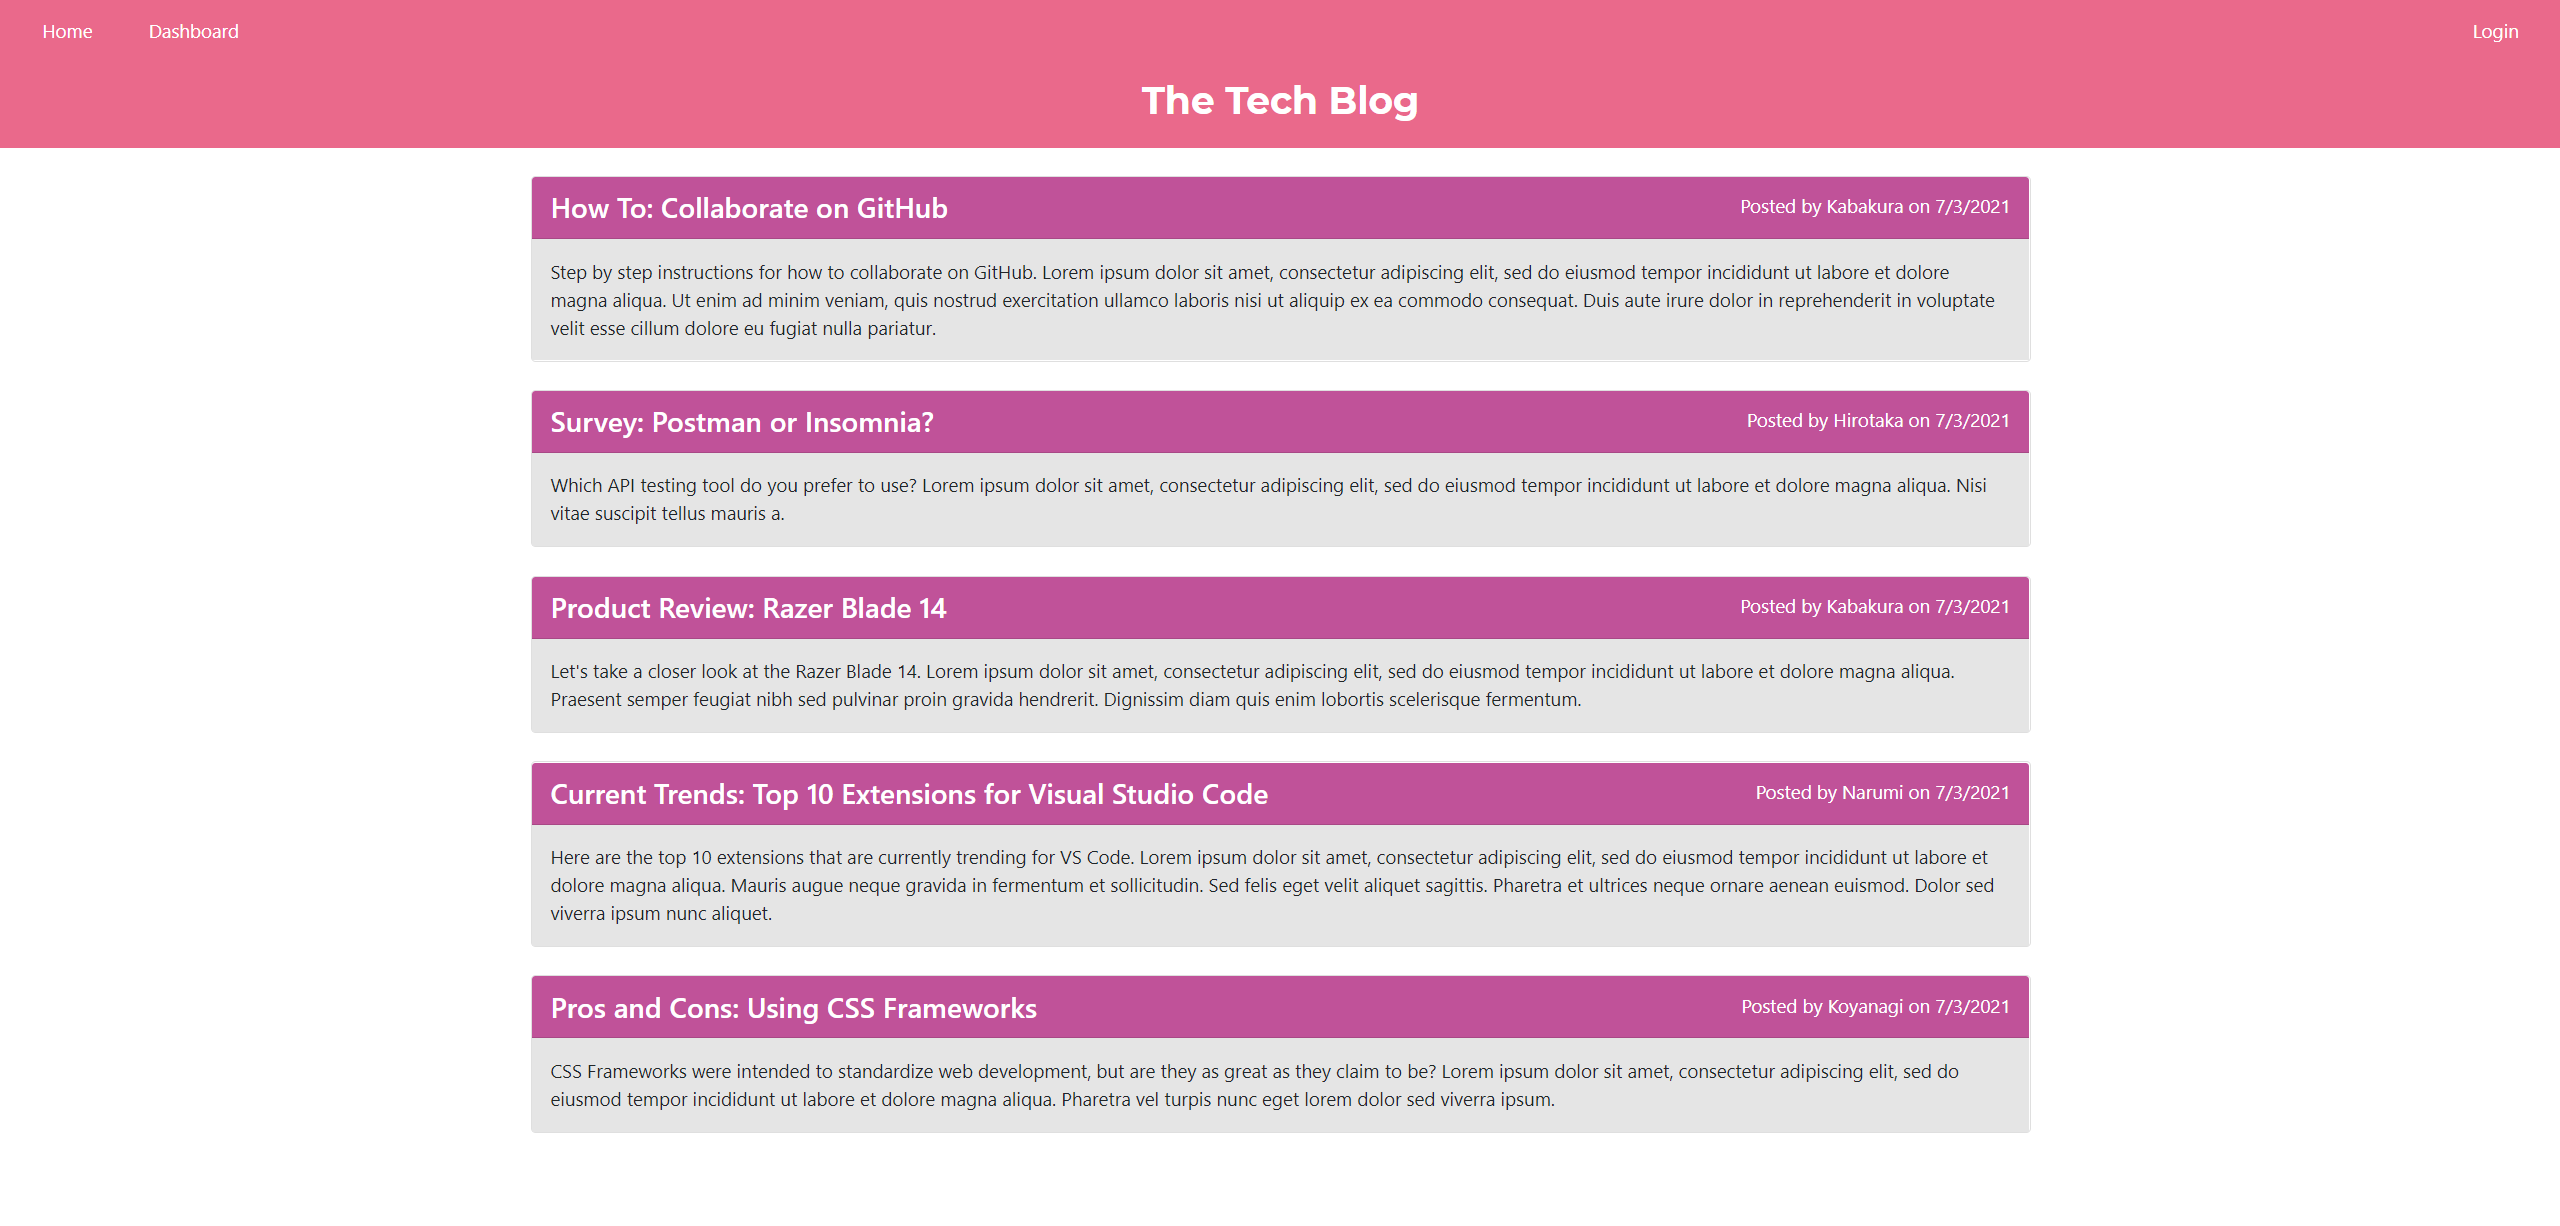 Home Dashboard Login
The Tech Blog
How To: Collaborate on GitHub Posted by Kabakura on 7/3/2021
Step by step instructions for how to collaborate on GitHub. Lorem ipsum dolor sit amet, consectetur adipiscing elit, sed do eiusmod tempor incididunt ut labore et dolore
magna aliqua. Ut enim ad minim veniam, quis nostrud exercitation ullamco laboris nisi ut aliquip ex ea commodo consequat. Duis aute irure dolor in reprehenderit in voluptate
velit esse cillum dolore eu fugiat nulla pariatur.
Survey: Postman or Insomnia? Posted by Hirotaka on 7/3/2021
Which API testing tool do you prefer to use? Lorem ipsum dolor sit amet, consectetur adipiscing elit, sed do eiusmod tempor incididunt ut labore et dolore magna aliqua. Nisi
vitae suscipit tellus mauris a.
Product Review: Razer Blade 14 Posted by Kabakura on 7/3/2021
Let's take a closer look at the Razer Blade 14. Lorem ipsum dolor sit amet, consectetur adipiscing elit, sed do eiusmod tempor incididunt ut labore et dolore magna aliqua.
Praesent semper feugiat nibh sed pulvinar proin gravida hendrerit. Dignissim diam quis enim lobortis scelerisque fermentum.
Current Trends: Top 10 Extensions for Visual Studio Code Posted by Narumi on 7/3/2021
Here are the top 10 extensions that are currently trending for VS Code. Lorem ipsum dolor sit amet, consectetur adipiscing elit, sed do eiusmod tempor incididunt ut labore et
dolore magna aliqua. Mauris augue neque gravida in fermentum et sollicitudin. Sed felis eget velit aliquet sagittis. Pharetra et ultrices neque ornare aenean euismod. Dolor sed
viverra ipsum nunc aliquet.
Pros and Cons: Using CSS Frameworks Posted by Koyanagi on 7/3/2021
CSS Frameworks were intended to standardize web development, but are they as great as they claim to be? Lorem ipsum dolor sit amet, consectetur adipiscing elit, sed do
eiusmod tempor incididunt ut labore et dolore magna aliqua. Pharetra vel turpis nunc eget lorem dolor sed viverra ipsum.